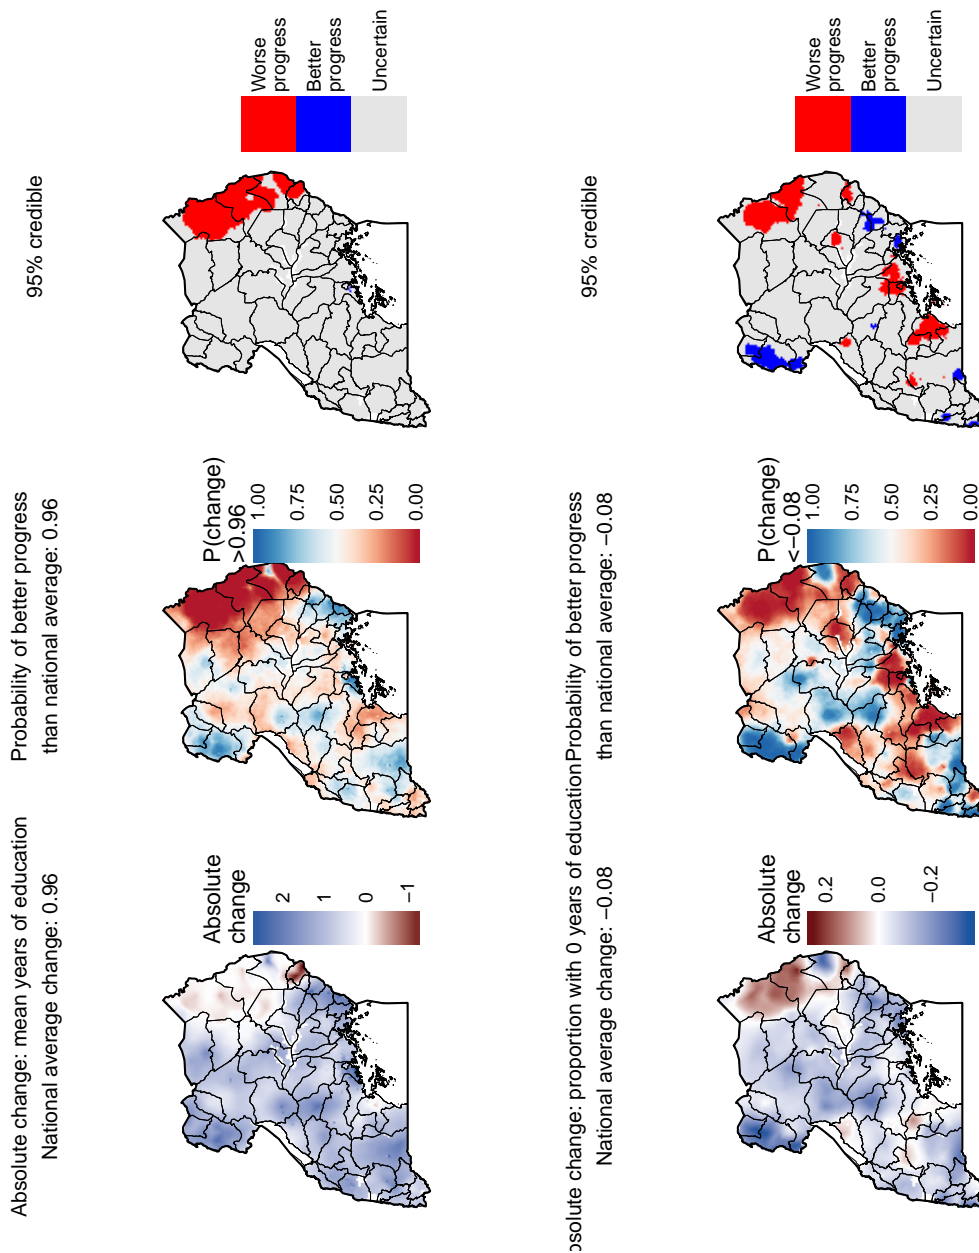 Absolute change: mean years of education
National average change: 0.96
Absolute
change
2
1
0
−1
Probability of better progress
than national average: 0.96
P(change)
>0.96
1.00
0.75
0.50
0.25
0.00
95% credible
Worse
progress
Better
progress
Uncertain
bsolute change: proportion with 0 years of education
National average change: −0.08
Absolute
change
0.2
0.0
−0.2
Probability of better progress
than national average: −0.08
P(change)
<−0.08
1.00
0.75
0.50
0.25
0.00
95% credible
Worse
progress
Better
progress
Uncertain